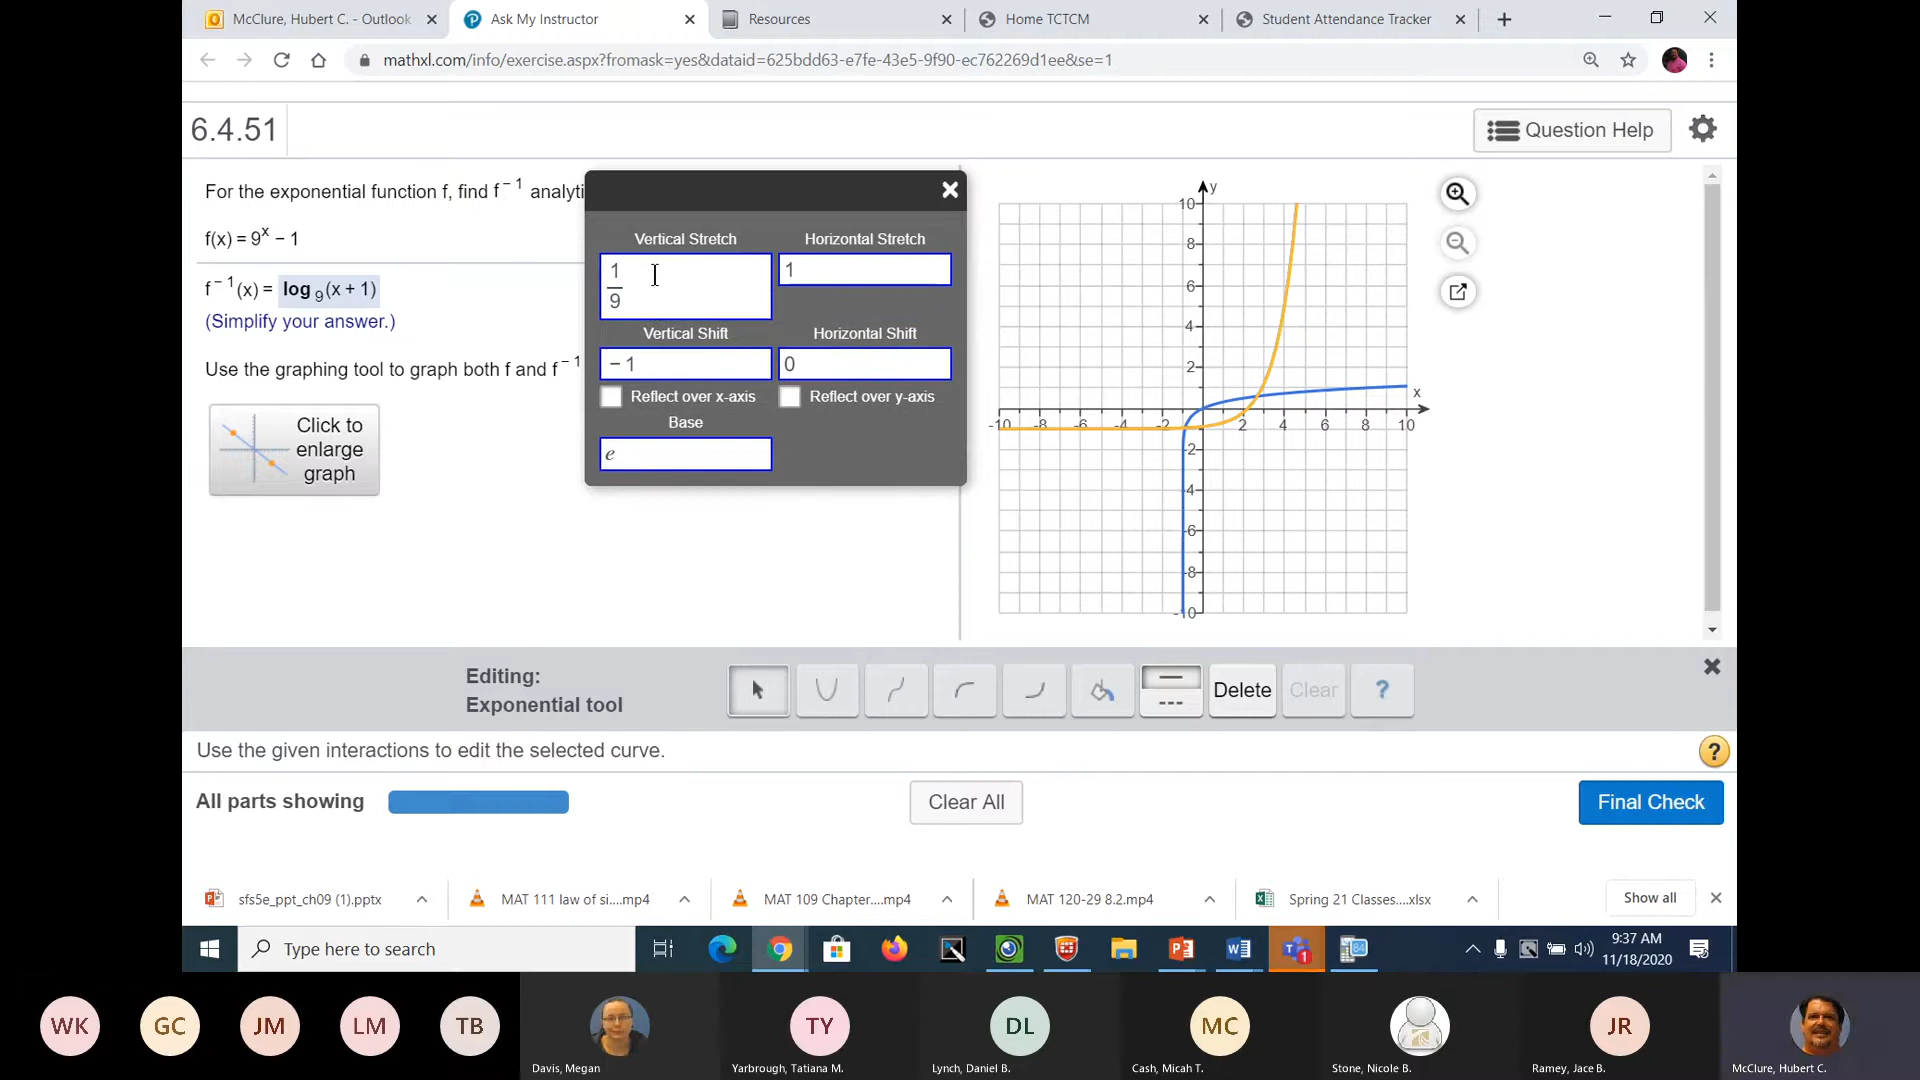 McClure, Hubert C. - Outlook
Ask My Instructor
Resources
Home TCTCM
Student Attendance Tracker
mathxl.com/info/exercise.aspx?fromask=yes&dataid=625bdd63-e7fe-43e5-9f90-ec762269d1ee&se=1
6.4.51
Question Help
For the exponential function f, find f⁻¹ analyti
f(x) = 9ˣ − 1
f⁻¹(x) = log₉(x + 1)
(Simplify your answer.)
Use the graphing tool to graph both f and f⁻¹
Click to
enlarge
graph
Vertical Stretch Horizontal Stretch
1/9 1
Vertical Shift Horizontal Shift
− 1 0
Reflect over x-axis Reflect over y-axis
Base
e
y
10
8
6
4
2
x
-10 -8 -6 -4 -2 2 4 6 8 10
-2
-4
-6
-8
-10
Editing:
Exponential tool
Delete
Clear
?
Use the given interactions to edit the selected curve.
?
All parts showing
Clear All
Final Check
sfs5e_ppt_ch09 (1).pptx
MAT 111 law of si....mp4
MAT 109 Chapter....mp4
MAT 120-29 8.2.mp4
Spring 21 Classes....xlsx
Show all
Type here to search
1
84
9:37 AM
11/18/2020
WK
GC
JM
LM
TB
TY
DL
MC
JR
Davis, Megan
Yarbrough, Tatiana M.
Lynch, Daniel B.
Cash, Micah T.
Stone, Nicole B.
Ramey, Jace B.
McClure, Hubert C.